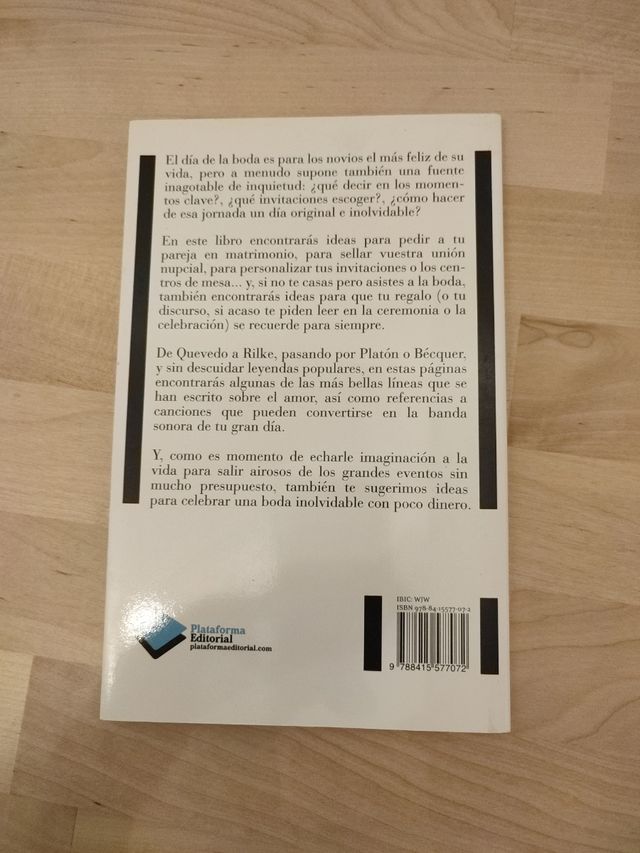 El día de la boda es para los novios el más feliz de su
vida, pero a menudo supone también una fuente
inagotable de inquietud: ¿qué decir en los momen-
tos clave?, ¿qué invitaciones escoger?, ¿cómo hacer
de esa jornada un día original e inolvidable?
En este libro encontrarás ideas para pedir a tu
pareja en matrimonio, para sellar vuestra unión
nupcial, para personalizar tus invitaciones o los cen-
tros de mesa... y, si no te casas pero asistes a la boda,
también encontrarás ideas para que tu regalo (o tu
discurso, si acaso te piden leer en la ceremonia o la
celebración) se recuerde para siempre.
De Quevedo a Rilke, pasando por Platón o Bécquer,
y sin descuidar leyendas populares, en estas páginas
encontrarás algunas de las más bellas líneas que se
han escrito sobre el amor, así como referencias a
canciones que pueden convertirse en la banda
sonora de tu gran día.
Y, como es momento de echarle imaginación a la
vida para salir airosos de los grandes eventos sin
mucho presupuesto, también te sugerimos ideas
para celebrar una boda inolvidable con poco dinero.
IBIC: WJW
ISBN 978-84-15577-07-2
9 788415 577072
Plataforma
Editorial
plataformaeditorial.com